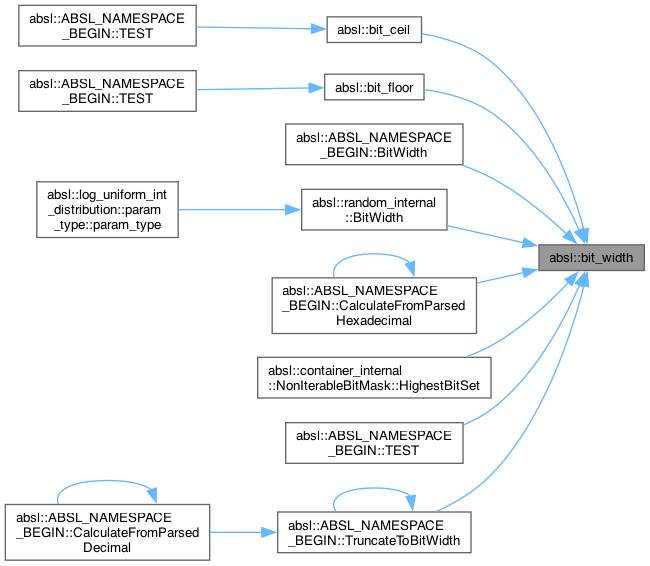 absl::ABSL_NAMESPACE
_BEGIN::TEST
absl::bit_ceil
absl::ABSL_NAMESPACE
_BEGIN::TEST
absl::bit_floor
absl::ABSL_NAMESPACE
_BEGIN::BitWidth
absl::log_uniform_int
_distribution::param
_type::param_type
absl::random_internal
::BitWidth
absl::bit_width
absl::ABSL_NAMESPACE
_BEGIN::CalculateFromParsed
Hexadecimal
absl::container_internal
::NonIterableBitMask::HighestBitSet
absl::ABSL_NAMESPACE
_BEGIN::TEST
absl::ABSL_NAMESPACE
_BEGIN::CalculateFromParsed
Decimal
absl::ABSL_NAMESPACE
_BEGIN::TruncateToBitWidth